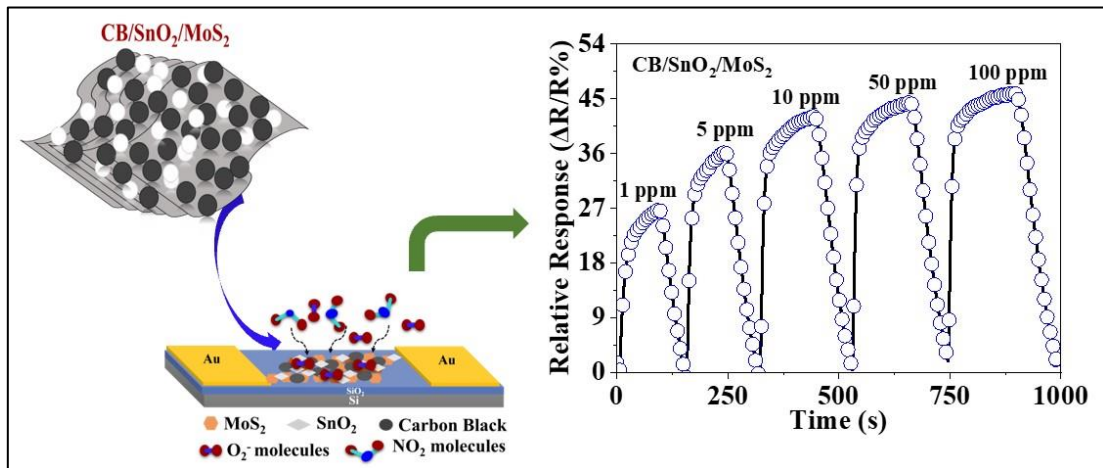 CB/SnO₂/MoS₂
Au
Au
SiO₂
Si
MoS₂ SnO₂ Carbon Black
O₂⁻ molecules NO₂ molecules
CB/SnO₂/MoS₂
1 ppm
5 ppm
10 ppm
50 ppm
100 ppm
Relative Response (ΔR/R%)
54
45
36
27
18
9
0
0 250 500 750 1000
Time (s)